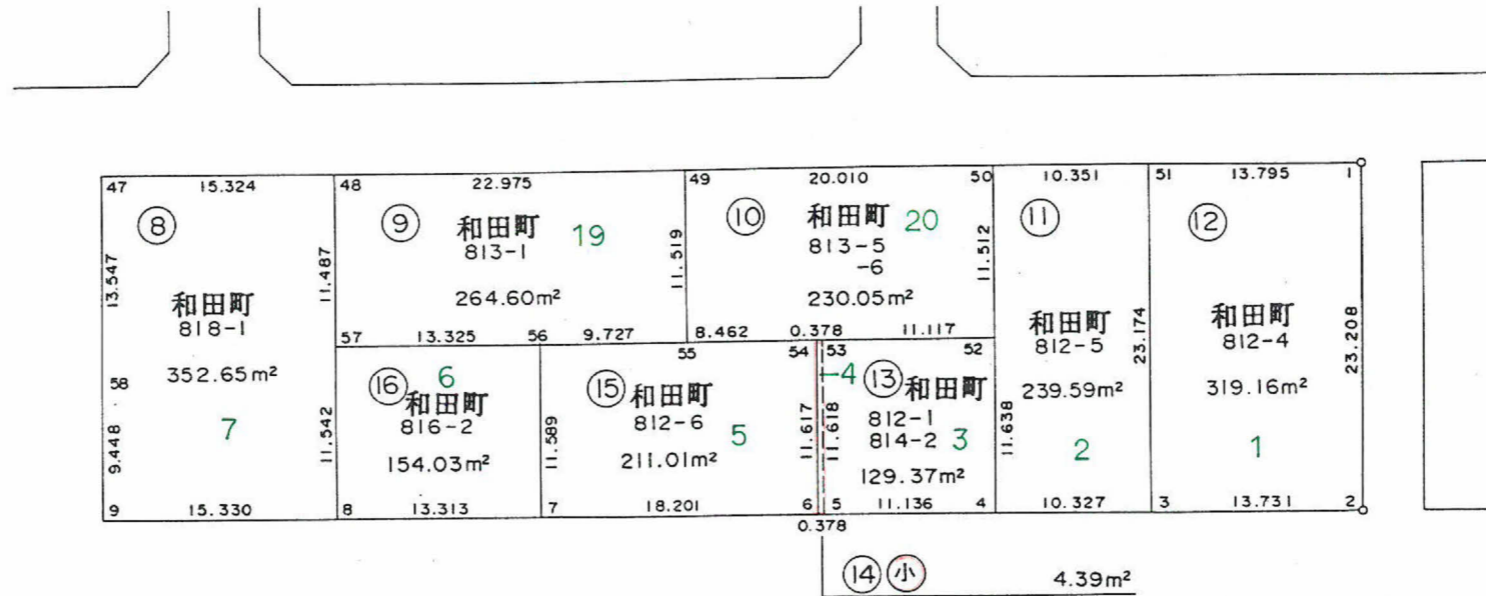 47 15.324 48 22.975 49 20.010 50 10.351 51 13.795 1
⑧ ⑨ ⑩ ⑪ ⑫
和田町 19
813-1
264.60m²
和田町 20
813-5
-6
230.05m²
13.547 11.487 11.519 11.512
和田町
818-1
352.65m²
7
58
9.448
和田町
812-5
239.59m²
2
23.174
和田町
812-4
319.16m²
1
23.208
57 13.325 56 9.727 8.462 0.378 11.117
55 54 53 52
⑯ 6
和田町
816-2
154.03m²
11.542 11.589
⑮ 和田町
812-6
211.01m²
5
11.617 11.618
4
⑬ 和田町
812-1
814-2
3
129.37m²
11.638
9 15.330 8 13.313 7 18.201 6 5 11.136 4 10.327 3 13.731 2
0.378
⑭ 小 4.39m²